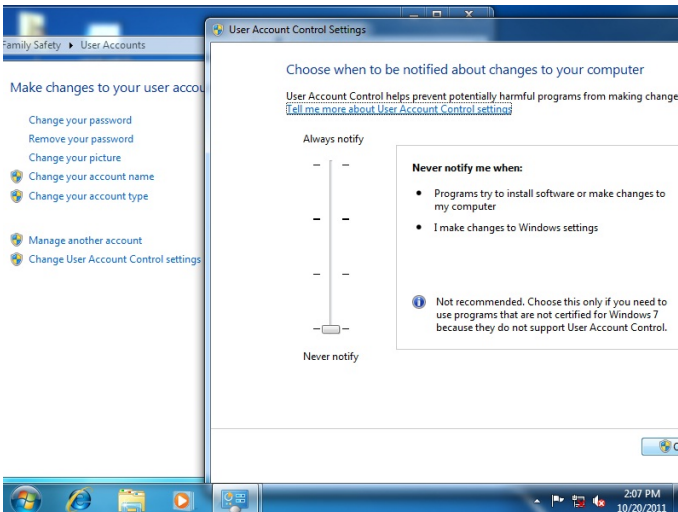 User Account Control Settings
Family Safety ▸ User Accounts
Make changes to your user accou
Change your password
Remove your password
Change your picture
Change your account name
Change your account type
Manage another account
Change User Account Control settings
Choose when to be notified about changes to your computer
User Account Control helps prevent potentially harmful programs from making change
Tell me more about User Account Control settings
Always notify
Never notify
Never notify me when:
• Programs try to install software or make changes to
my computer
• I make changes to Windows settings
Not recommended. Choose this only if you need to
use programs that are not certified for Windows 7
because they do not support User Account Control.
2:07 PM
10/20/2011